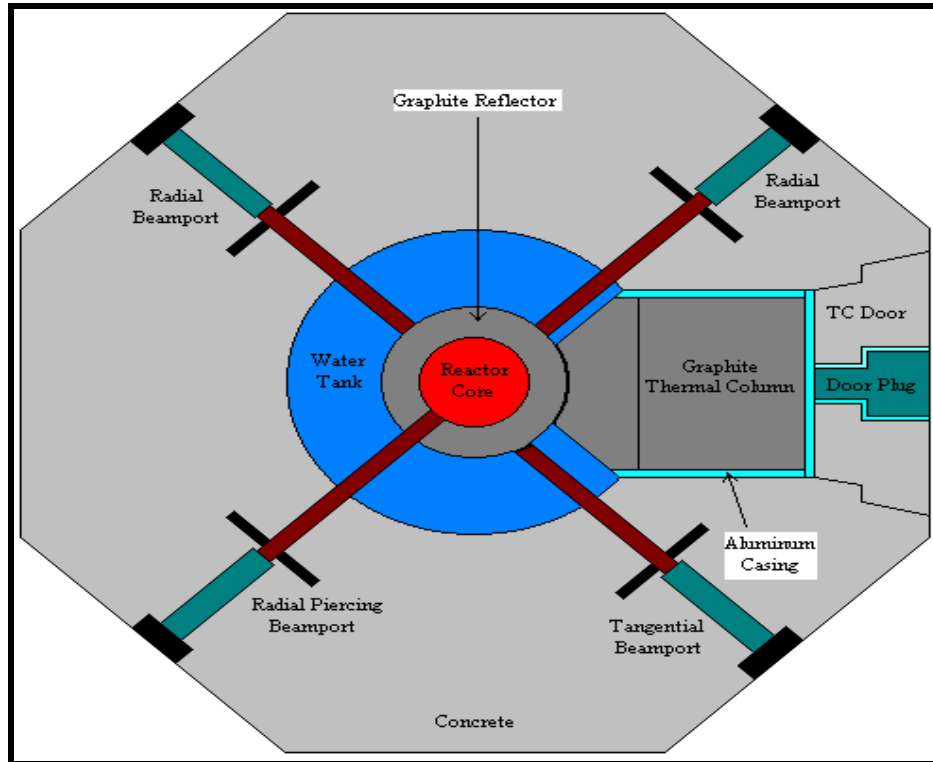 Graphite Reflector
Radial
Beamport
Radial
Beamport
TC Door
Water
Tank
Reactor
Core
Graphite
Thermal Column
Door Plug
Aluminum
Casing
Radial Piercing
Beamport
Tangential
Beamport
Concrete